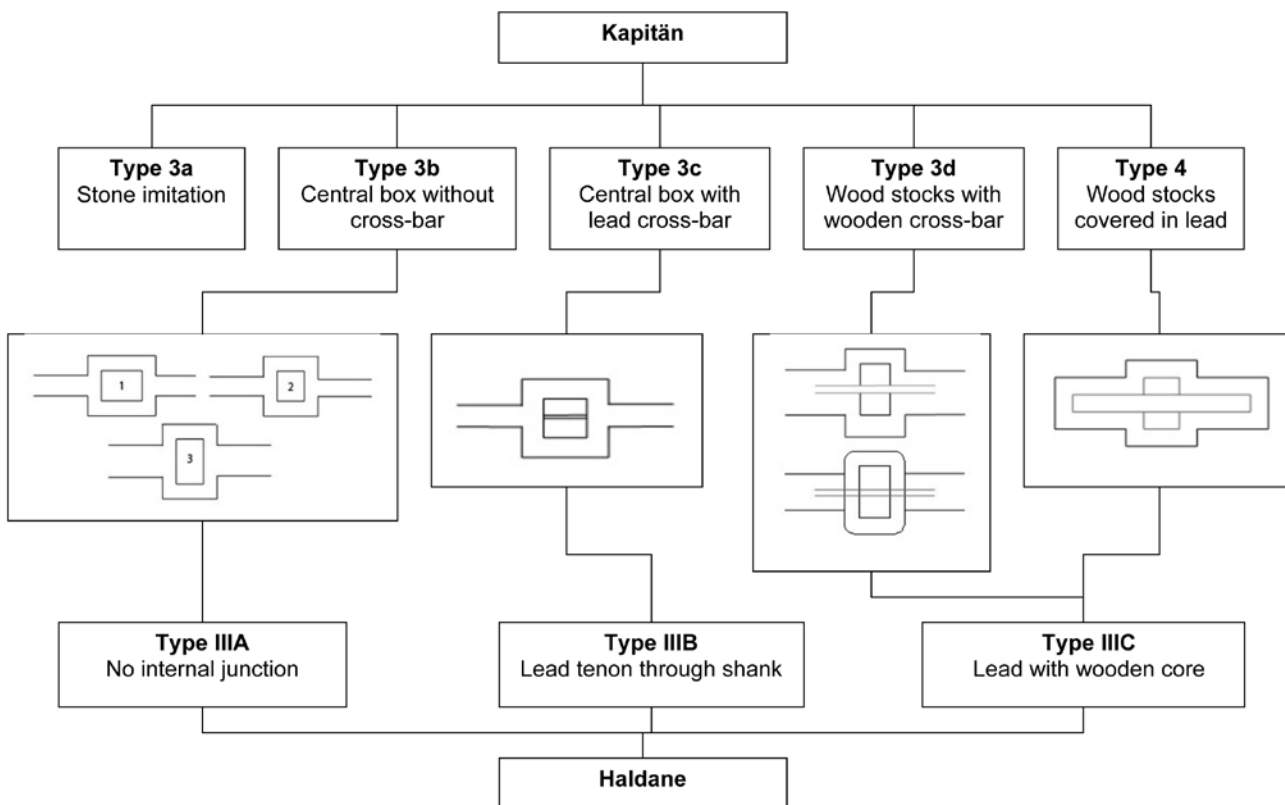 Kapitän
Type 3a
Stone imitation
Type 3b
Central box without
cross-bar
Type 3c
Central box with
lead cross-bar
Type 3d
Wood stocks with
wooden cross-bar
Type 4
Wood stocks
covered in lead
1
2
3
Type IIIA
No internal junction
Type IIIB
Lead tenon through shank
Type IIIC
Lead with wooden core
Haldane